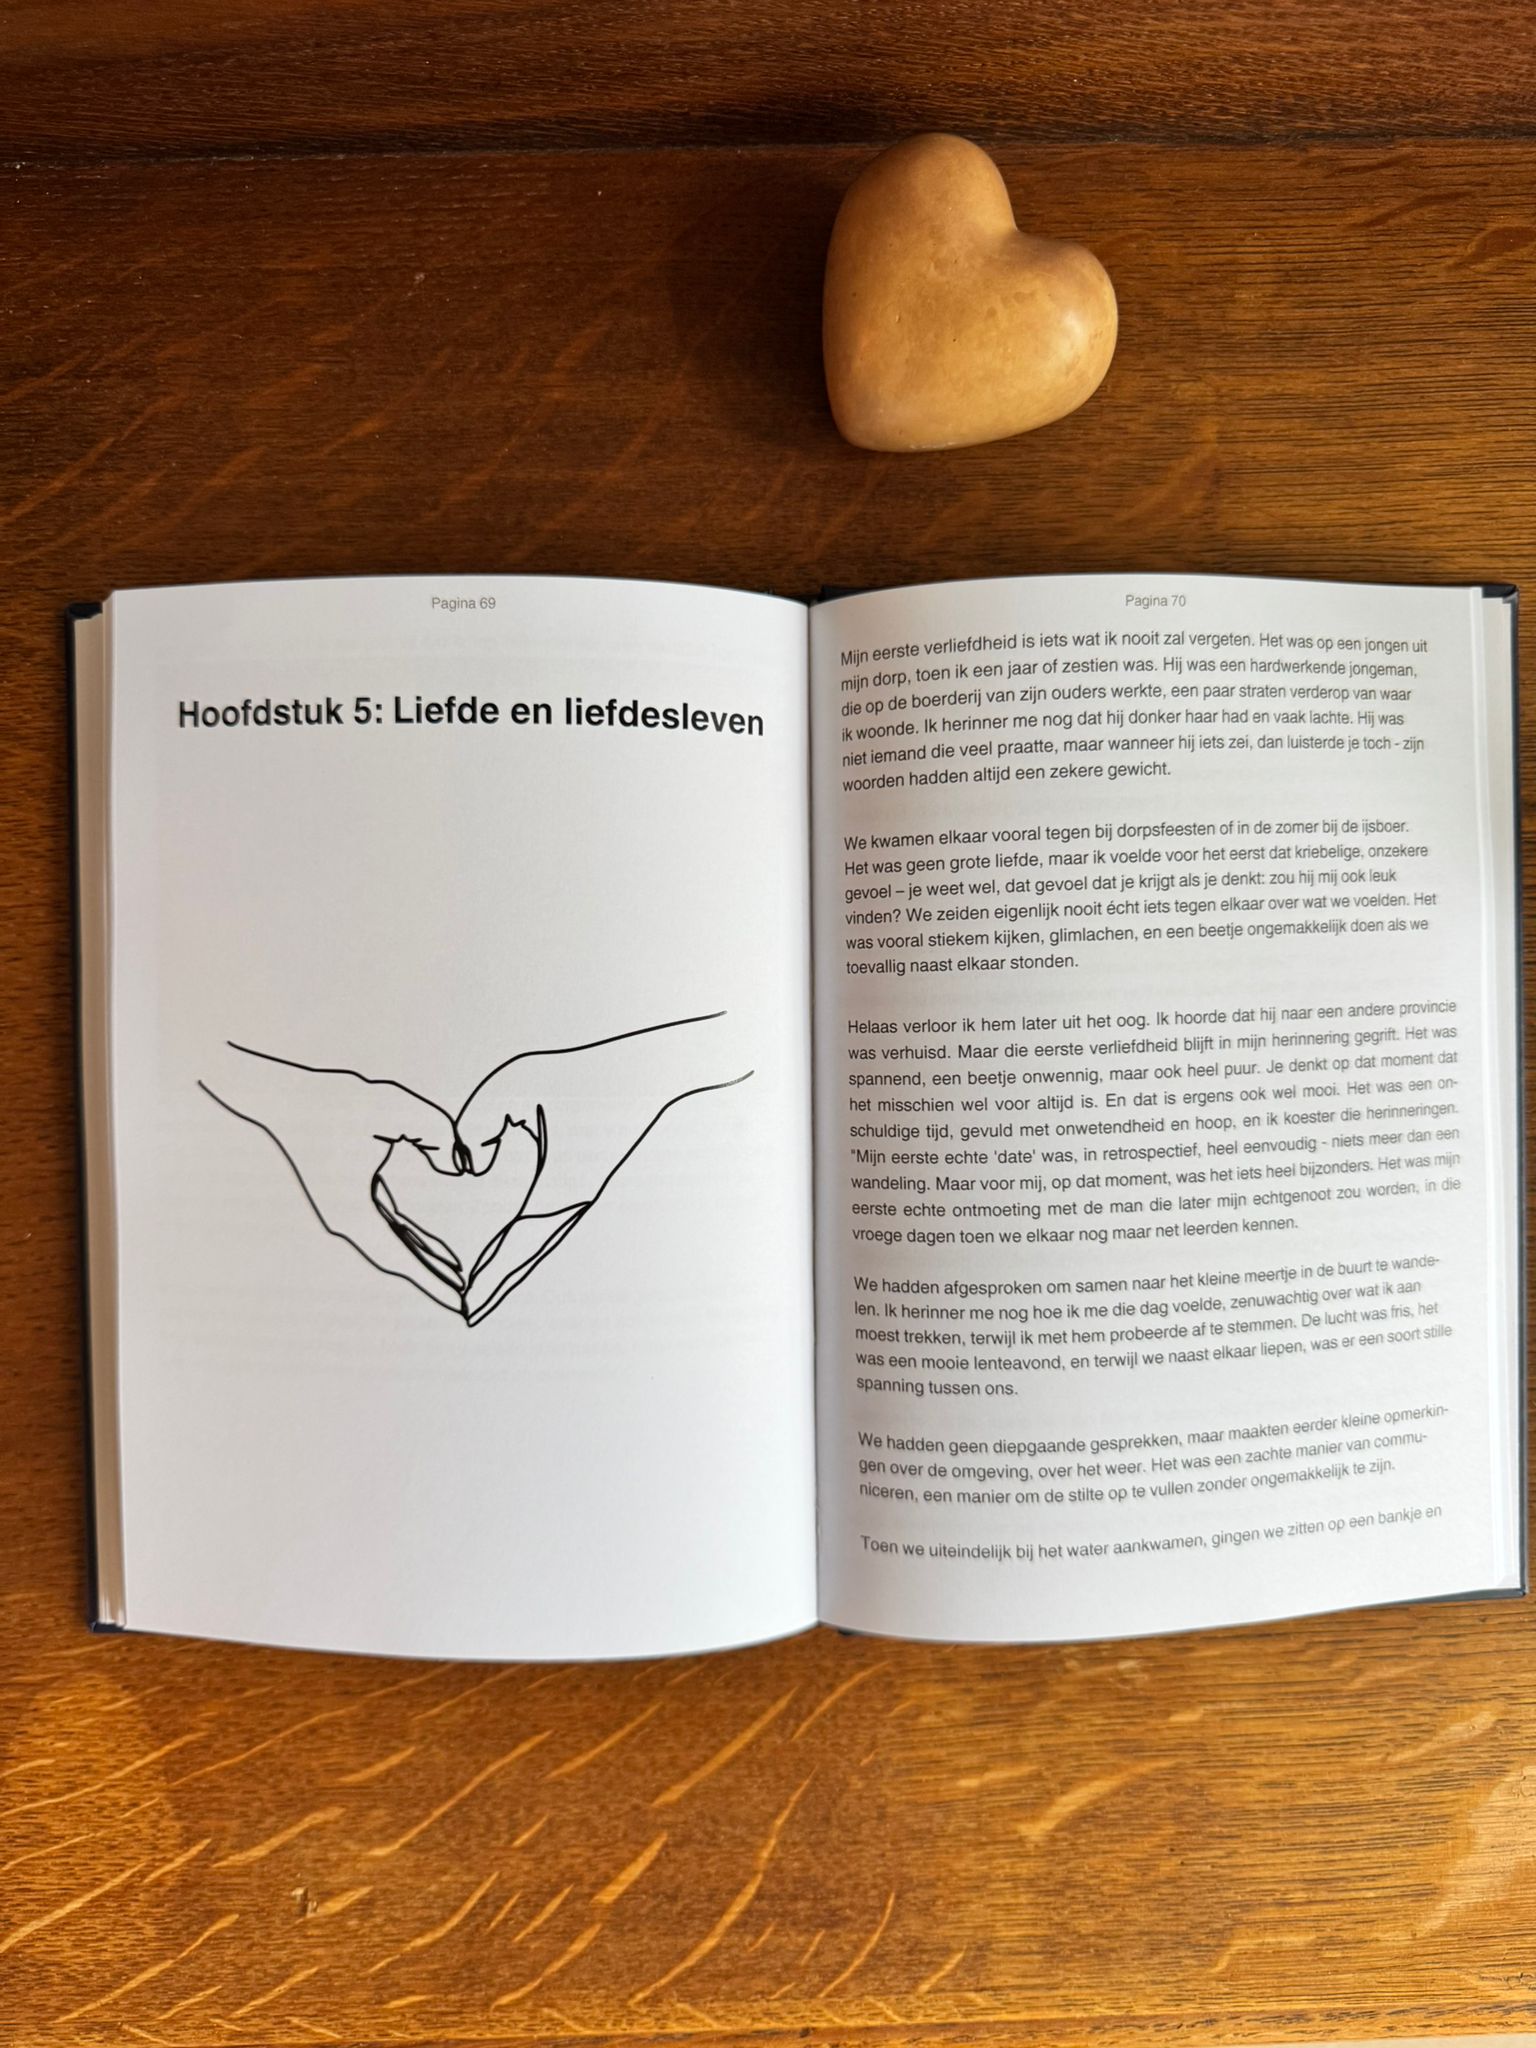 Pagina 69
Hoofdstuk 5: Liefde en liefdesleven
Pagina 70
Mijn eerste verliefdheid is iets wat ik nooit zal vergeten. Het was op een jongen uit
mijn dorp, toen ik een jaar of zestien was. Hij was een hardwerkende jongeman,
die op de boerderij van zijn ouders werkte, een paar straten verderop van waar
ik woonde. Ik herinner me nog dat hij donker haar had en vaak lachte. Hij was
niet iemand die veel praatte, maar wanneer hij iets zei, dan luisterde je toch - zijn
woorden hadden altijd een zekere gewicht.
We kwamen elkaar vooral tegen bij dorpsfeesten of in de zomer bij de ijsboer.
Het was geen grote liefde, maar ik voelde voor het eerst dat kriebelige, onzekere
gevoel – je weet wel, dat gevoel dat je krijgt als je denkt: zou hij mij ook leuk
vinden? We zeiden eigenlijk nooit écht iets tegen elkaar over wat we voelden. Het
was vooral stiekem kijken, glimlachen, en een beetje ongemakkelijk doen als we
toevallig naast elkaar stonden.
Helaas verloor ik hem later uit het oog. Ik hoorde dat hij naar een andere provincie
was verhuisd. Maar die eerste verliefdheid blijft in mijn herinnering gegrift. Het was
spannend, een beetje onwennig, maar ook heel puur. Je denkt op dat moment dat
het misschien wel voor altijd is. En dat is ergens ook wel mooi. Het was een on-
schuldige tijd, gevuld met onwetendheid en hoop, en ik koester die herinneringen.
"Mijn eerste echte 'date' was, in retrospectief, heel eenvoudig - niets meer dan een
wandeling. Maar voor mij, op dat moment, was het iets heel bijzonders. Het was mijn
eerste echte ontmoeting met de man die later mijn echtgenoot zou worden, in die
vroege dagen toen we elkaar nog maar net leerden kennen.
We hadden afgesproken om samen naar het kleine meertje in de buurt te wande-
len. Ik herinner me nog hoe ik me die dag voelde, zenuwachtig over wat ik aan
moest trekken, terwijl ik met hem probeerde af te stemmen. De lucht was fris, het
was een mooie lenteavond, en terwijl we naast elkaar liepen, was er een soort stille
spanning tussen ons.
We hadden geen diepgaande gesprekken, maar maakten eerder kleine opmerkin-
gen over de omgeving, over het weer. Het was een zachte manier van commu-
niceren, een manier om de stilte op te vullen zonder ongemakkelijk te zijn.
Toen we uiteindelijk bij het water aankwamen, gingen we zitten op een bankje en